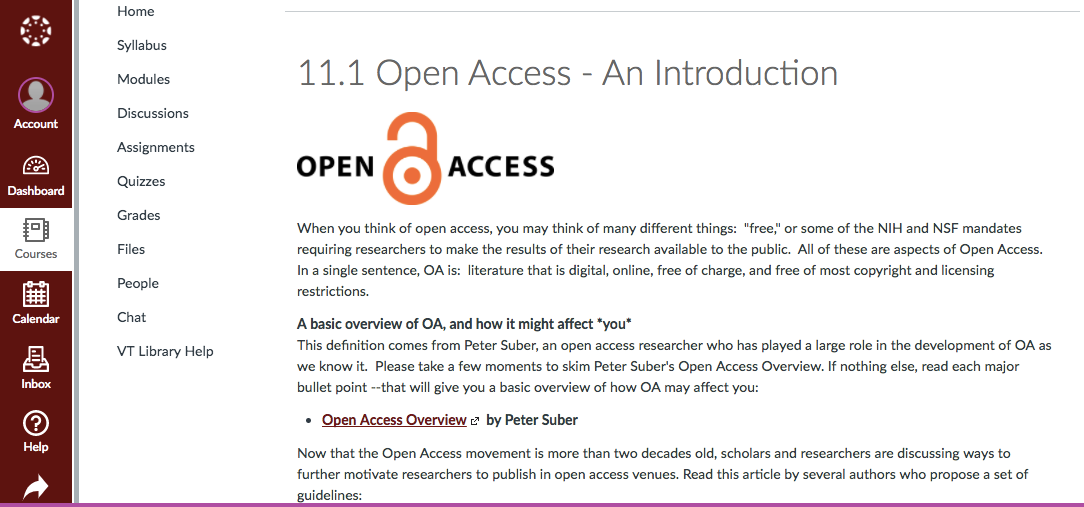 Account
Dashboard
Courses
Calendar
Inbox
Help
Home
Syllabus
Modules
Discussions
Assignments
Quizzes
Grades
Files
People
Chat
VT Library Help
11.1 Open Access - An Introduction
OPEN ACCESS
When you think of open access, you may think of many different things:  "free," or some of the NIH and NSF mandates
requiring researchers to make the results of their research available to the public.  All of these are aspects of Open Access.
In a single sentence, OA is:  literature that is digital, online, free of charge, and free of most copyright and licensing
restrictions.
A basic overview of OA, and how it might affect *you*
This definition comes from Peter Suber, an open access researcher who has played a large role in the development of OA as
we know it.  Please take a few moments to skim Peter Suber's Open Access Overview. If nothing else, read each major
bullet point --that will give you a basic overview of how OA may affect you:
• Open Access Overview by Peter Suber
Now that the Open Access movement is more than two decades old, scholars and researchers are discussing ways to
further motivate researchers to publish in open access venues. Read this article by several authors who propose a set of
guidelines: